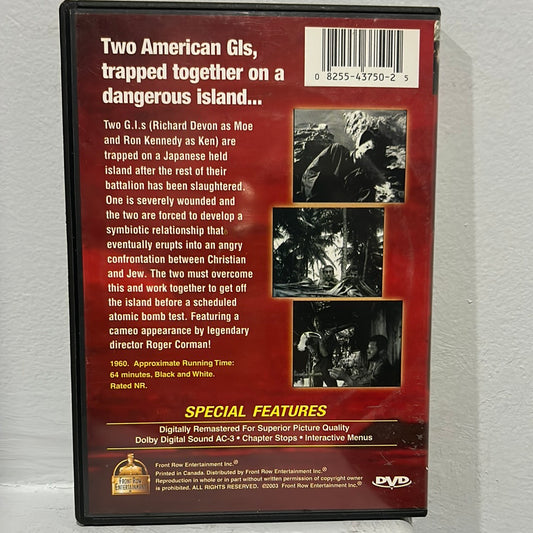 Two American GIs,
trapped together on a
dangerous island...
0 82554-43750-2 5
Two G.I.s (Richard Devon as Moe
and Ron Kennedy as Ken) are
trapped on a Japanese held
island after the rest of their
battalion has been slaughtered.
One is severely wounded and
the two are forced to develop a
symbiotic relationship that
eventually erupts into an angry
confrontation between Christian
and Jew. The two must overcome
this and work together to get off
the island before a scheduled
atomic bomb test. Featuring a
cameo appearance by legendary
director Roger Corman!
1960. Approximate Running Time:
64 minutes. Black and White.
Rated NR.
SPECIAL FEATURES
Digitally Remastered For Superior Picture Quality
Dolby Digital Sound AC-3 • Chapter Stops • Interactive Menus
FRONT ROW
ENTERTAINMENT
Front Row Entertainment Inc.®
Printed in Canada. Distributed by Front Row Entertainment Inc.®
Reproduction in whole or in part without written permission of copyright owner
is prohibited. ALL RIGHTS RESERVED. ©2003 Front Row Entertainment Inc.®
DVD